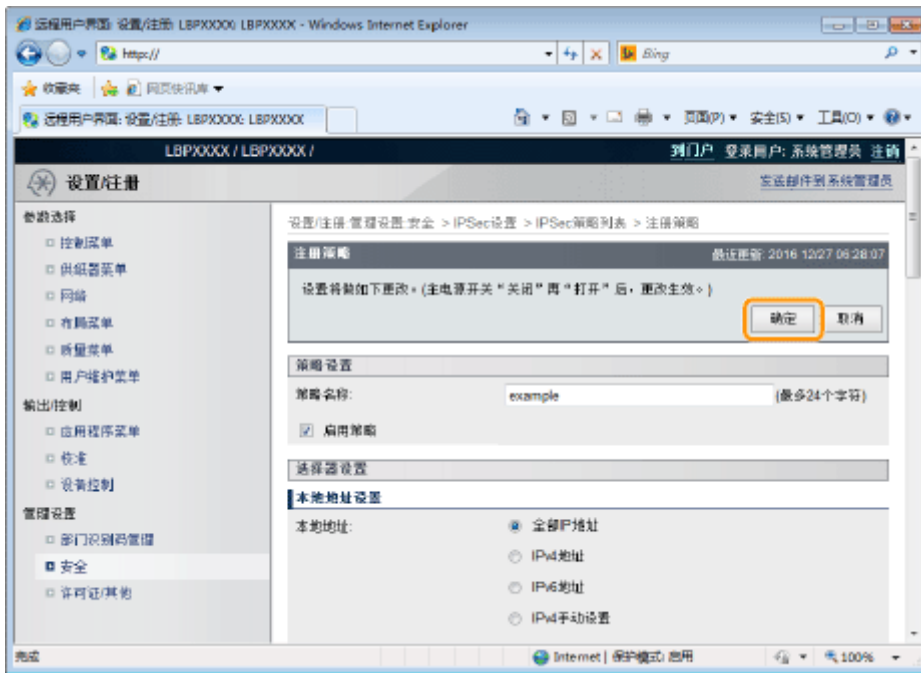 远程用户界面: 设置/注册: LBPXXXX: LBPXXXX - Windows Internet Explorer
https://
Bing
收藏夹 网页快讯库
远程用户界面: 设置/注册: LBPXXXX: LBPXXXX
页面(P) 安全(S) 工具(O)
LBPXXXX / LBPXXXX /
到门户 登录用户: 系统管理员 注销
设置/注册
发送邮件到系统管理员
参数选择
控制菜单
供纸器菜单
网络
布局菜单
质量菜单
用户维护菜单
输出/控制
应用程序菜单
校准
设备控制
管理设置
部门识别码管理
安全
许可证/其他
设置/注册:管理设置:安全 > IPSec设置 > IPSec策略列表 > 注册策略
注册策略
最近更新: 2016 12/27 06:28:07
设置将做如下更改。(主电源开关“关闭”再“打开”后，更改生效。)
确定
取消
策略设置
策略名称:
example
(最多24个字符)
启用策略
选择器设置
本地地址设置
本地地址:
全部IP地址
IPv4地址
IPv6地址
IPv4手动设置
完成
Internet | 保护模式: 启用
100%